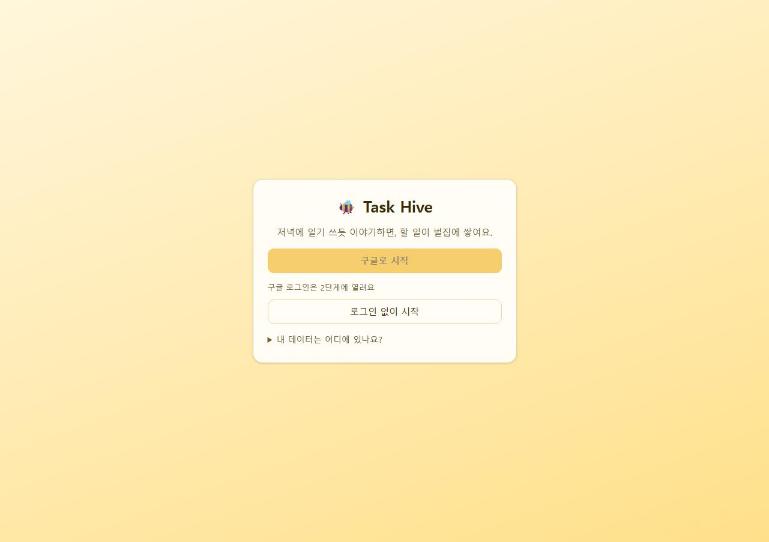 Task Hive
저녁에 일기 쓰듯 이야기하면, 할 일이 벌집에 쌓여요.
구글로 시작
구글 로그인은 2단계에 열려요
로그인 없이 시작
▶ 내 데이터는 어디에 있나요?